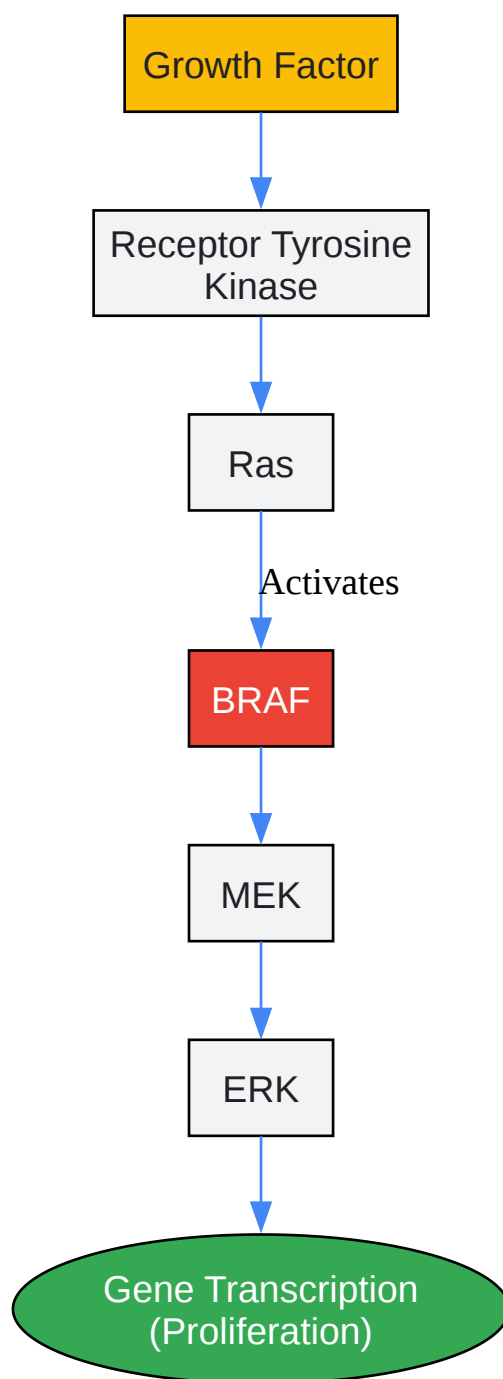 Growth Factor
Receptor Tyrosine
Kinase
Ras
Activates
BRAF
MEK
ERK
Gene Transcription
(Proliferation)